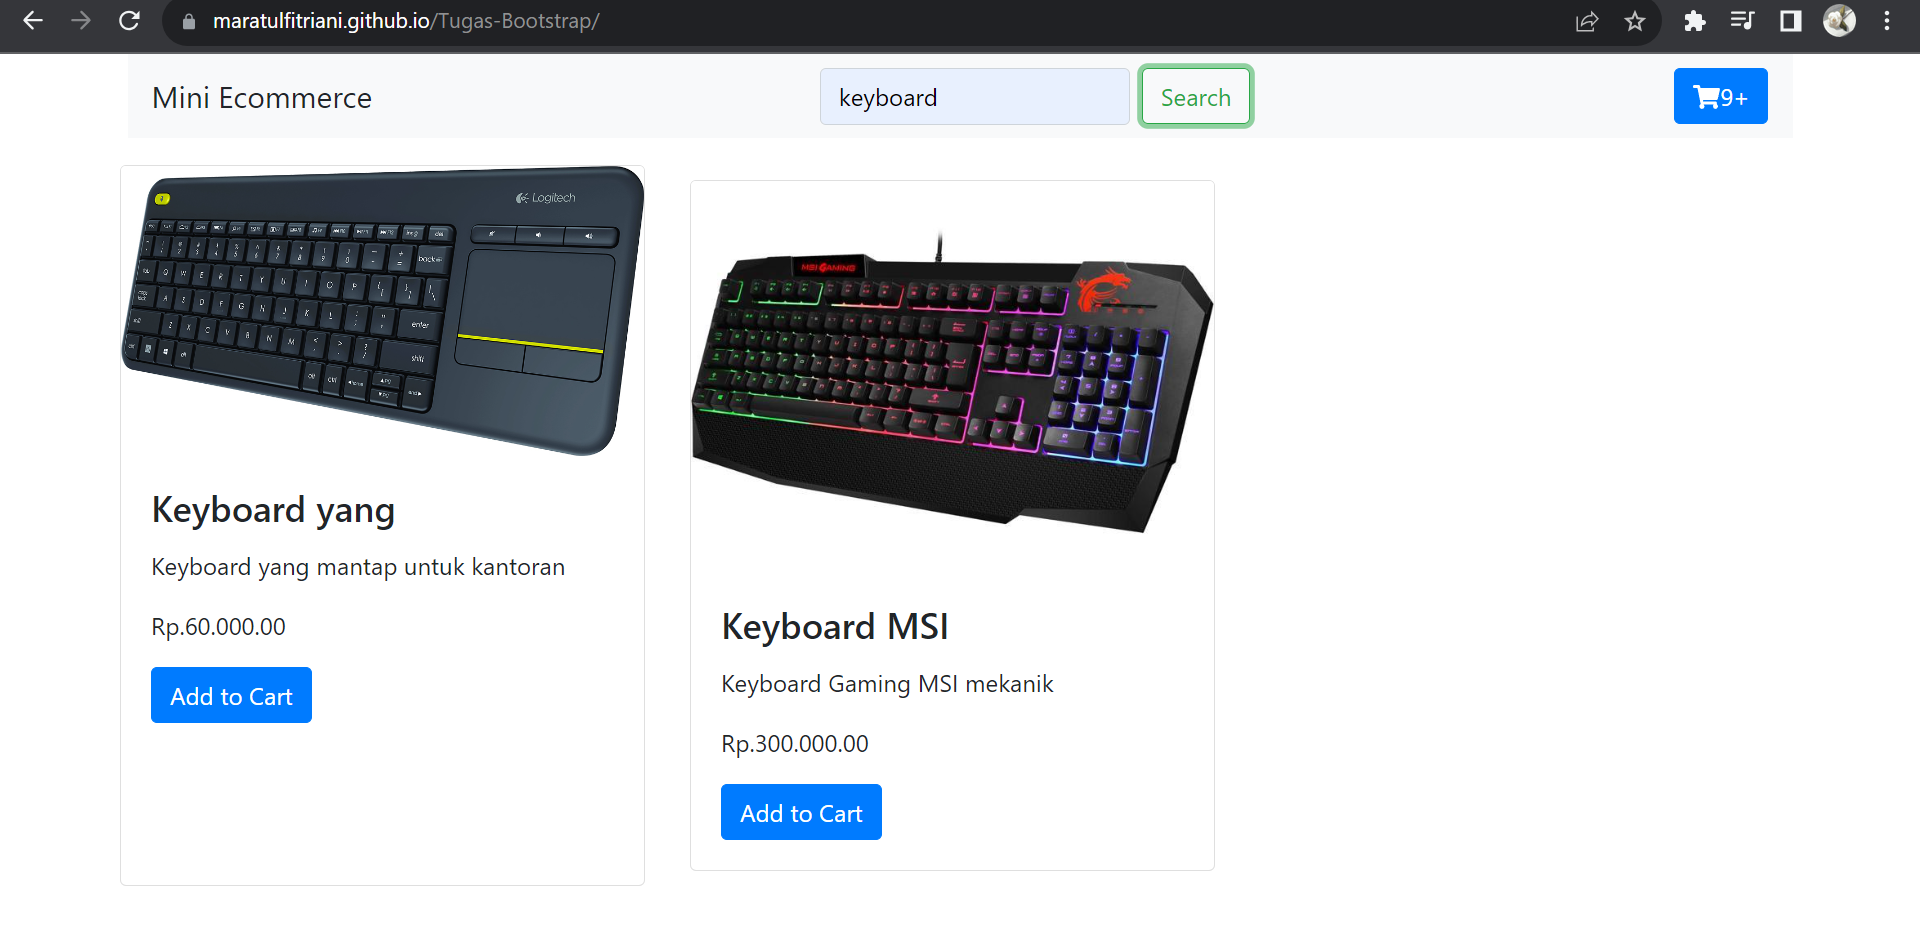 maratulfitriani.github.io/Tugas-Bootstrap/
Mini Ecommerce
keyboard
Search
9+
Logitech
MSI GAMING
Keyboard yang
Keyboard yang mantap untuk kantoran
Rp.60.000.00
Add to Cart
Keyboard MSI
Keyboard Gaming MSI mekanik
Rp.300.000.00
Add to Cart